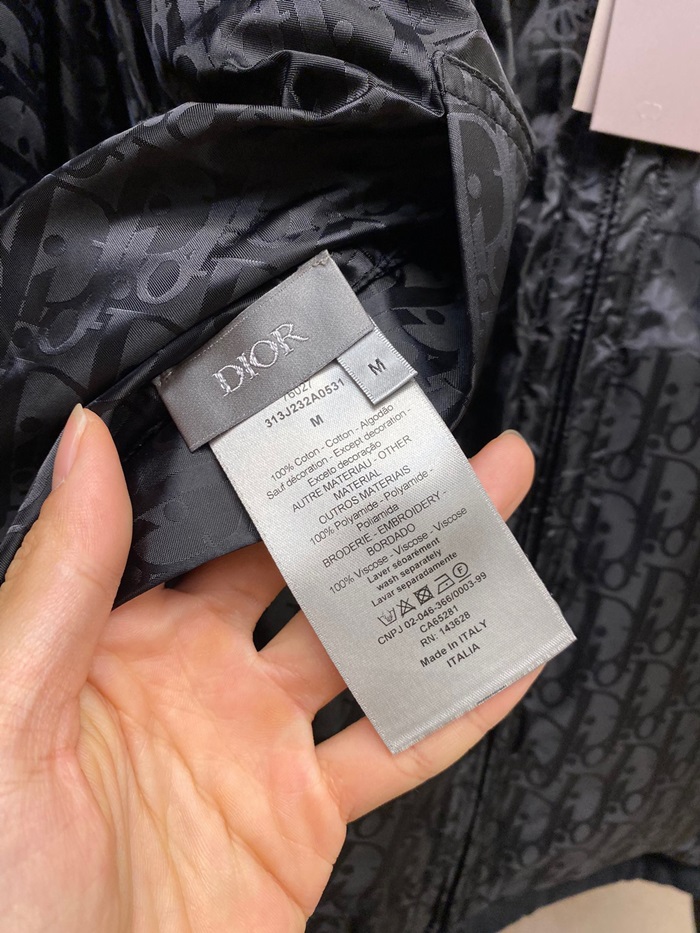 DIOR
M
76027
313J232A0531
M
100% Coton - Cotton - Algodão
Sauf décoration - Except decoration -
Exceto decoração
AUTRE MATERIAU - OTHER
MATERIAL
OUTROS MATERIAIS
100% Polyamide - Polyamide -
Poliamida
BRODERIE - EMBROIDERY -
BORDADO
100% Viscose - Viscose - Viscose
Laver séoarément
wash separately
Lavar separadamente
CNPJ 02-046-366/0003-99
CA65281
RN: 143628
Made In ITALY
ITALIA